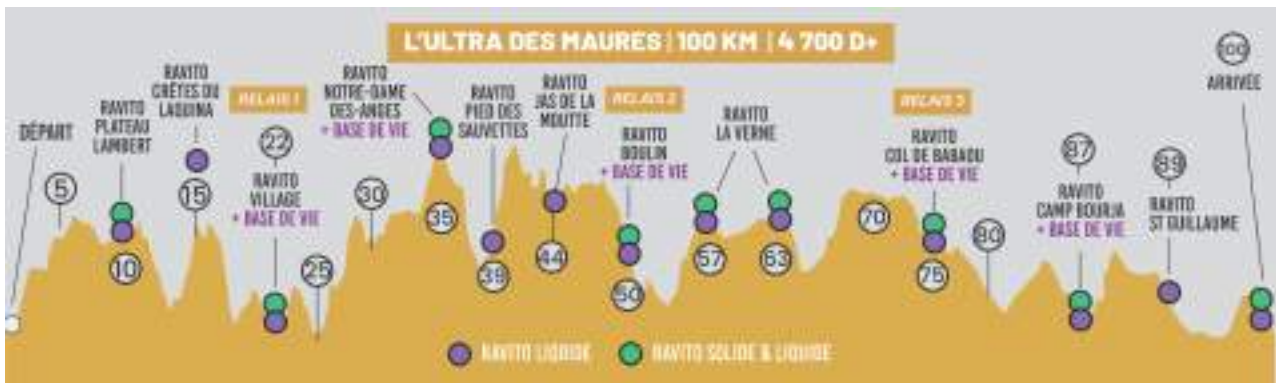 L'ULTRA DES MAURES | 100 KM | 4 700 D+
DÉPART
5
RAVITO
PLATEAU
LAMBERT
10
RAVITO
CRÊTES DU
LAQUINA
15
RELAIS 1
22
RAVITO
VILLAGE
+ BASE DE VIE
25
30
RAVITO
NOTRE-DAME
DES-ANGES
+ BASE DE VIE
35
RAVITO
PIED DES
SAUVETTES
39
RAVITO
JAS DE LA
MOUTTE
44
RELAIS 2
RAVITO
BOULIN
+ BASE DE VIE
50
RAVITO
LA VERNE
57
63
70
RELAIS 3
RAVITO
COL DE BABAOU
+ BASE DE VIE
75
80
87
RAVITO
CAMP BOURJA
+ BASE DE VIE
89
RAVITO
ST GUILLAUME
100
ARRIVÉE
RAVITO LIQUIDE
RAVITO SOLIDE & LIQUIDE